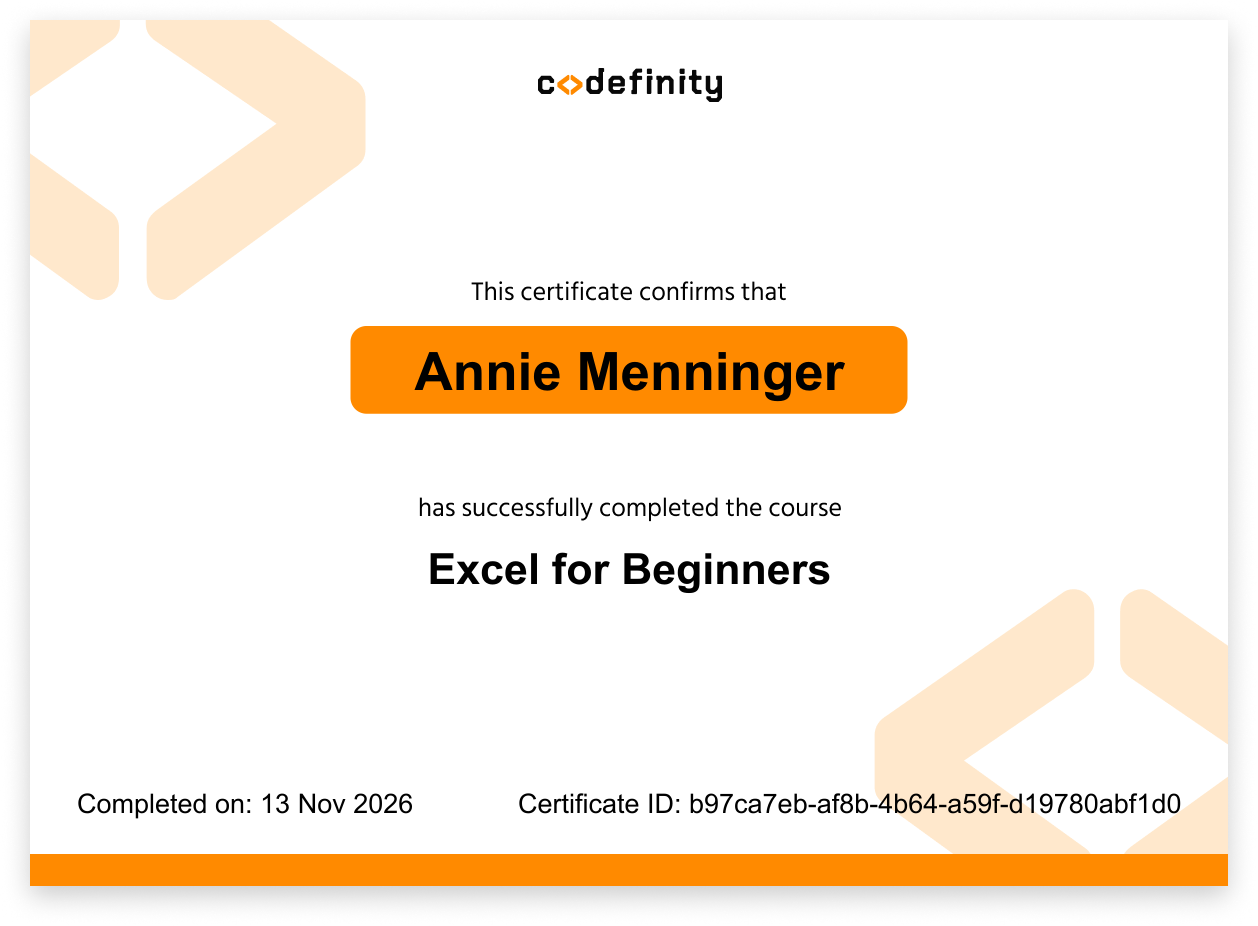 codefinity
This certificate confirms that
Annie Menninger
has successfully completed the course
Excel for Beginners
Completed on: 13 Nov 2026
Certificate ID: b97ca7eb-af8b-4b64-a59f-d19780abf1d0